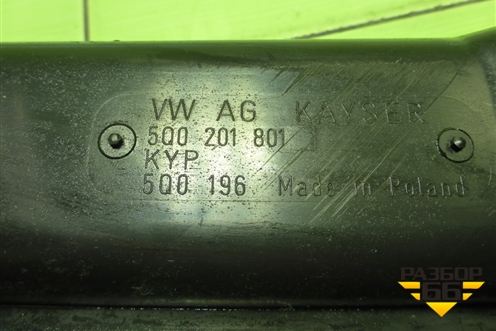 VW AG KAYSER
5Q0 201 801
KYP
5Q0 196 Made in Poland
РАЗБОР
66